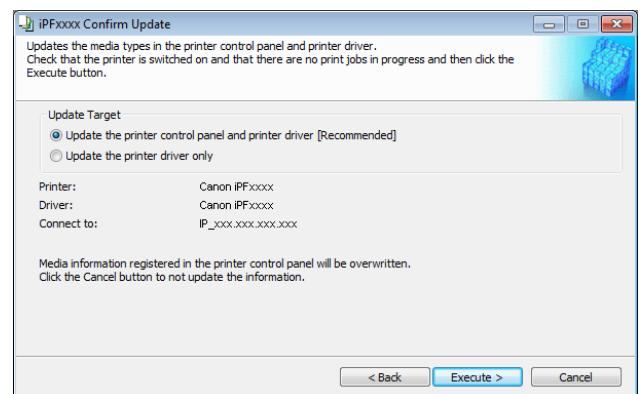 iPFxxxx Confirm Update
Updates the media types in the printer control panel and printer driver.
Check that the printer is switched on and that there are no print jobs in progress and then click the
Execute button.
Update Target
Update the printer control panel and printer driver [Recommended]
Update the printer driver only
Printer: Canon iPFxxxx
Driver: Canon iPFxxxx
Connect to: IP_xxx.xxx.xxx.xxx
Media information registered in the printer control panel will be overwritten.
Click the Cancel button to not update the information.
< Back Execute > Cancel